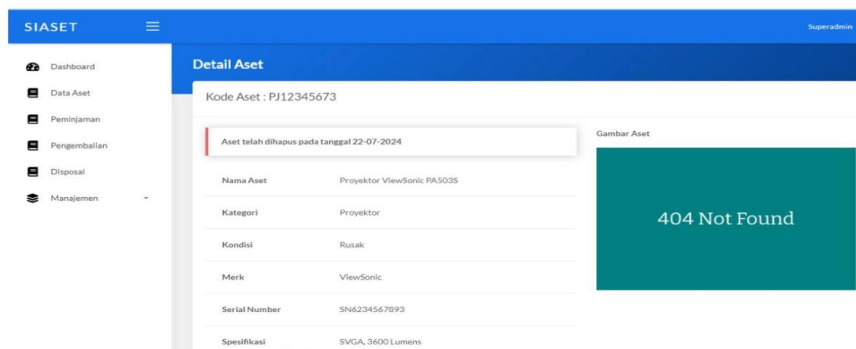 SIASET
Superadmin
Dashboard
Data Aset
Peminjaman
Pengembalian
Disposal
Manajemen
Detail Aset
Kode Aset : PJ12345673
Aset telah dihapus pada tanggal 22-07-2024
Nama Aset Proyektor ViewSonic PAS03S
Kategori Proyektor
Kondisi Rusak
Merk ViewSonic
Serial Number SN6234567893
Spesifikasi SVGA, 3600 Lumens
Gambar Aset
404 Not Found